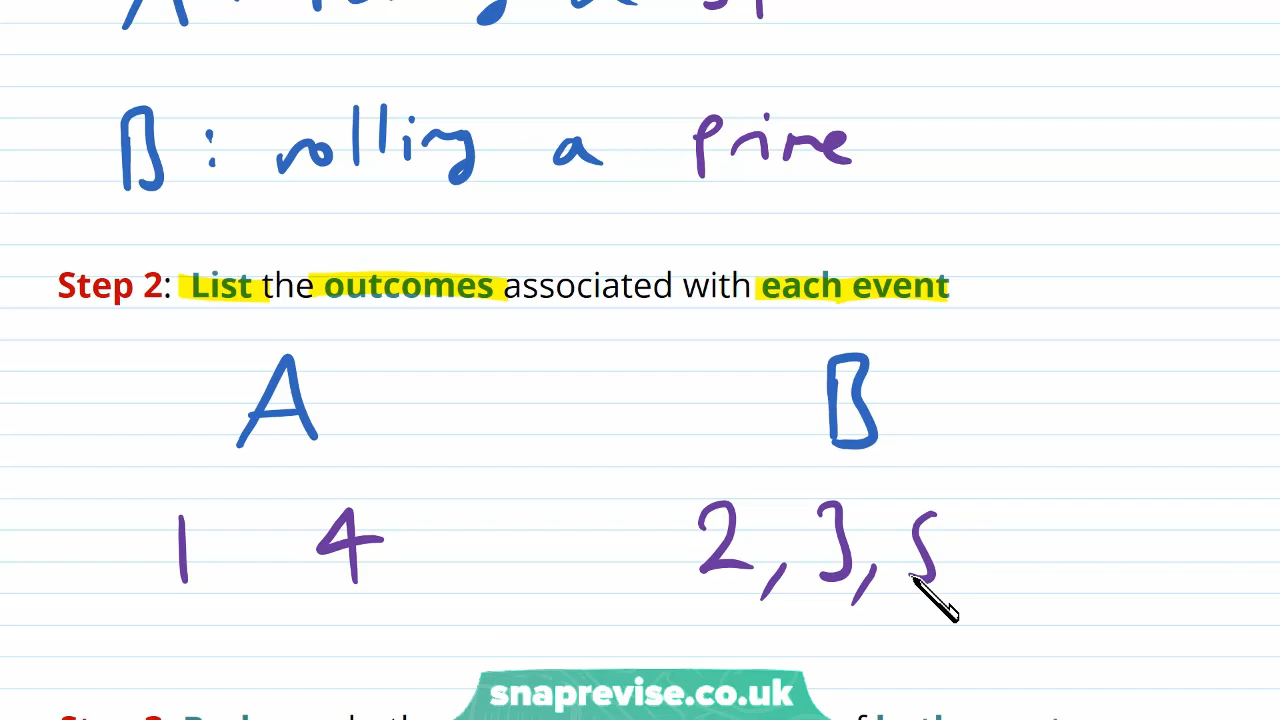 B : rolling a prime
Step 2: List the outcomes associated with each event
A B
1 4 2, 3, 5
snaprevise.co.uk